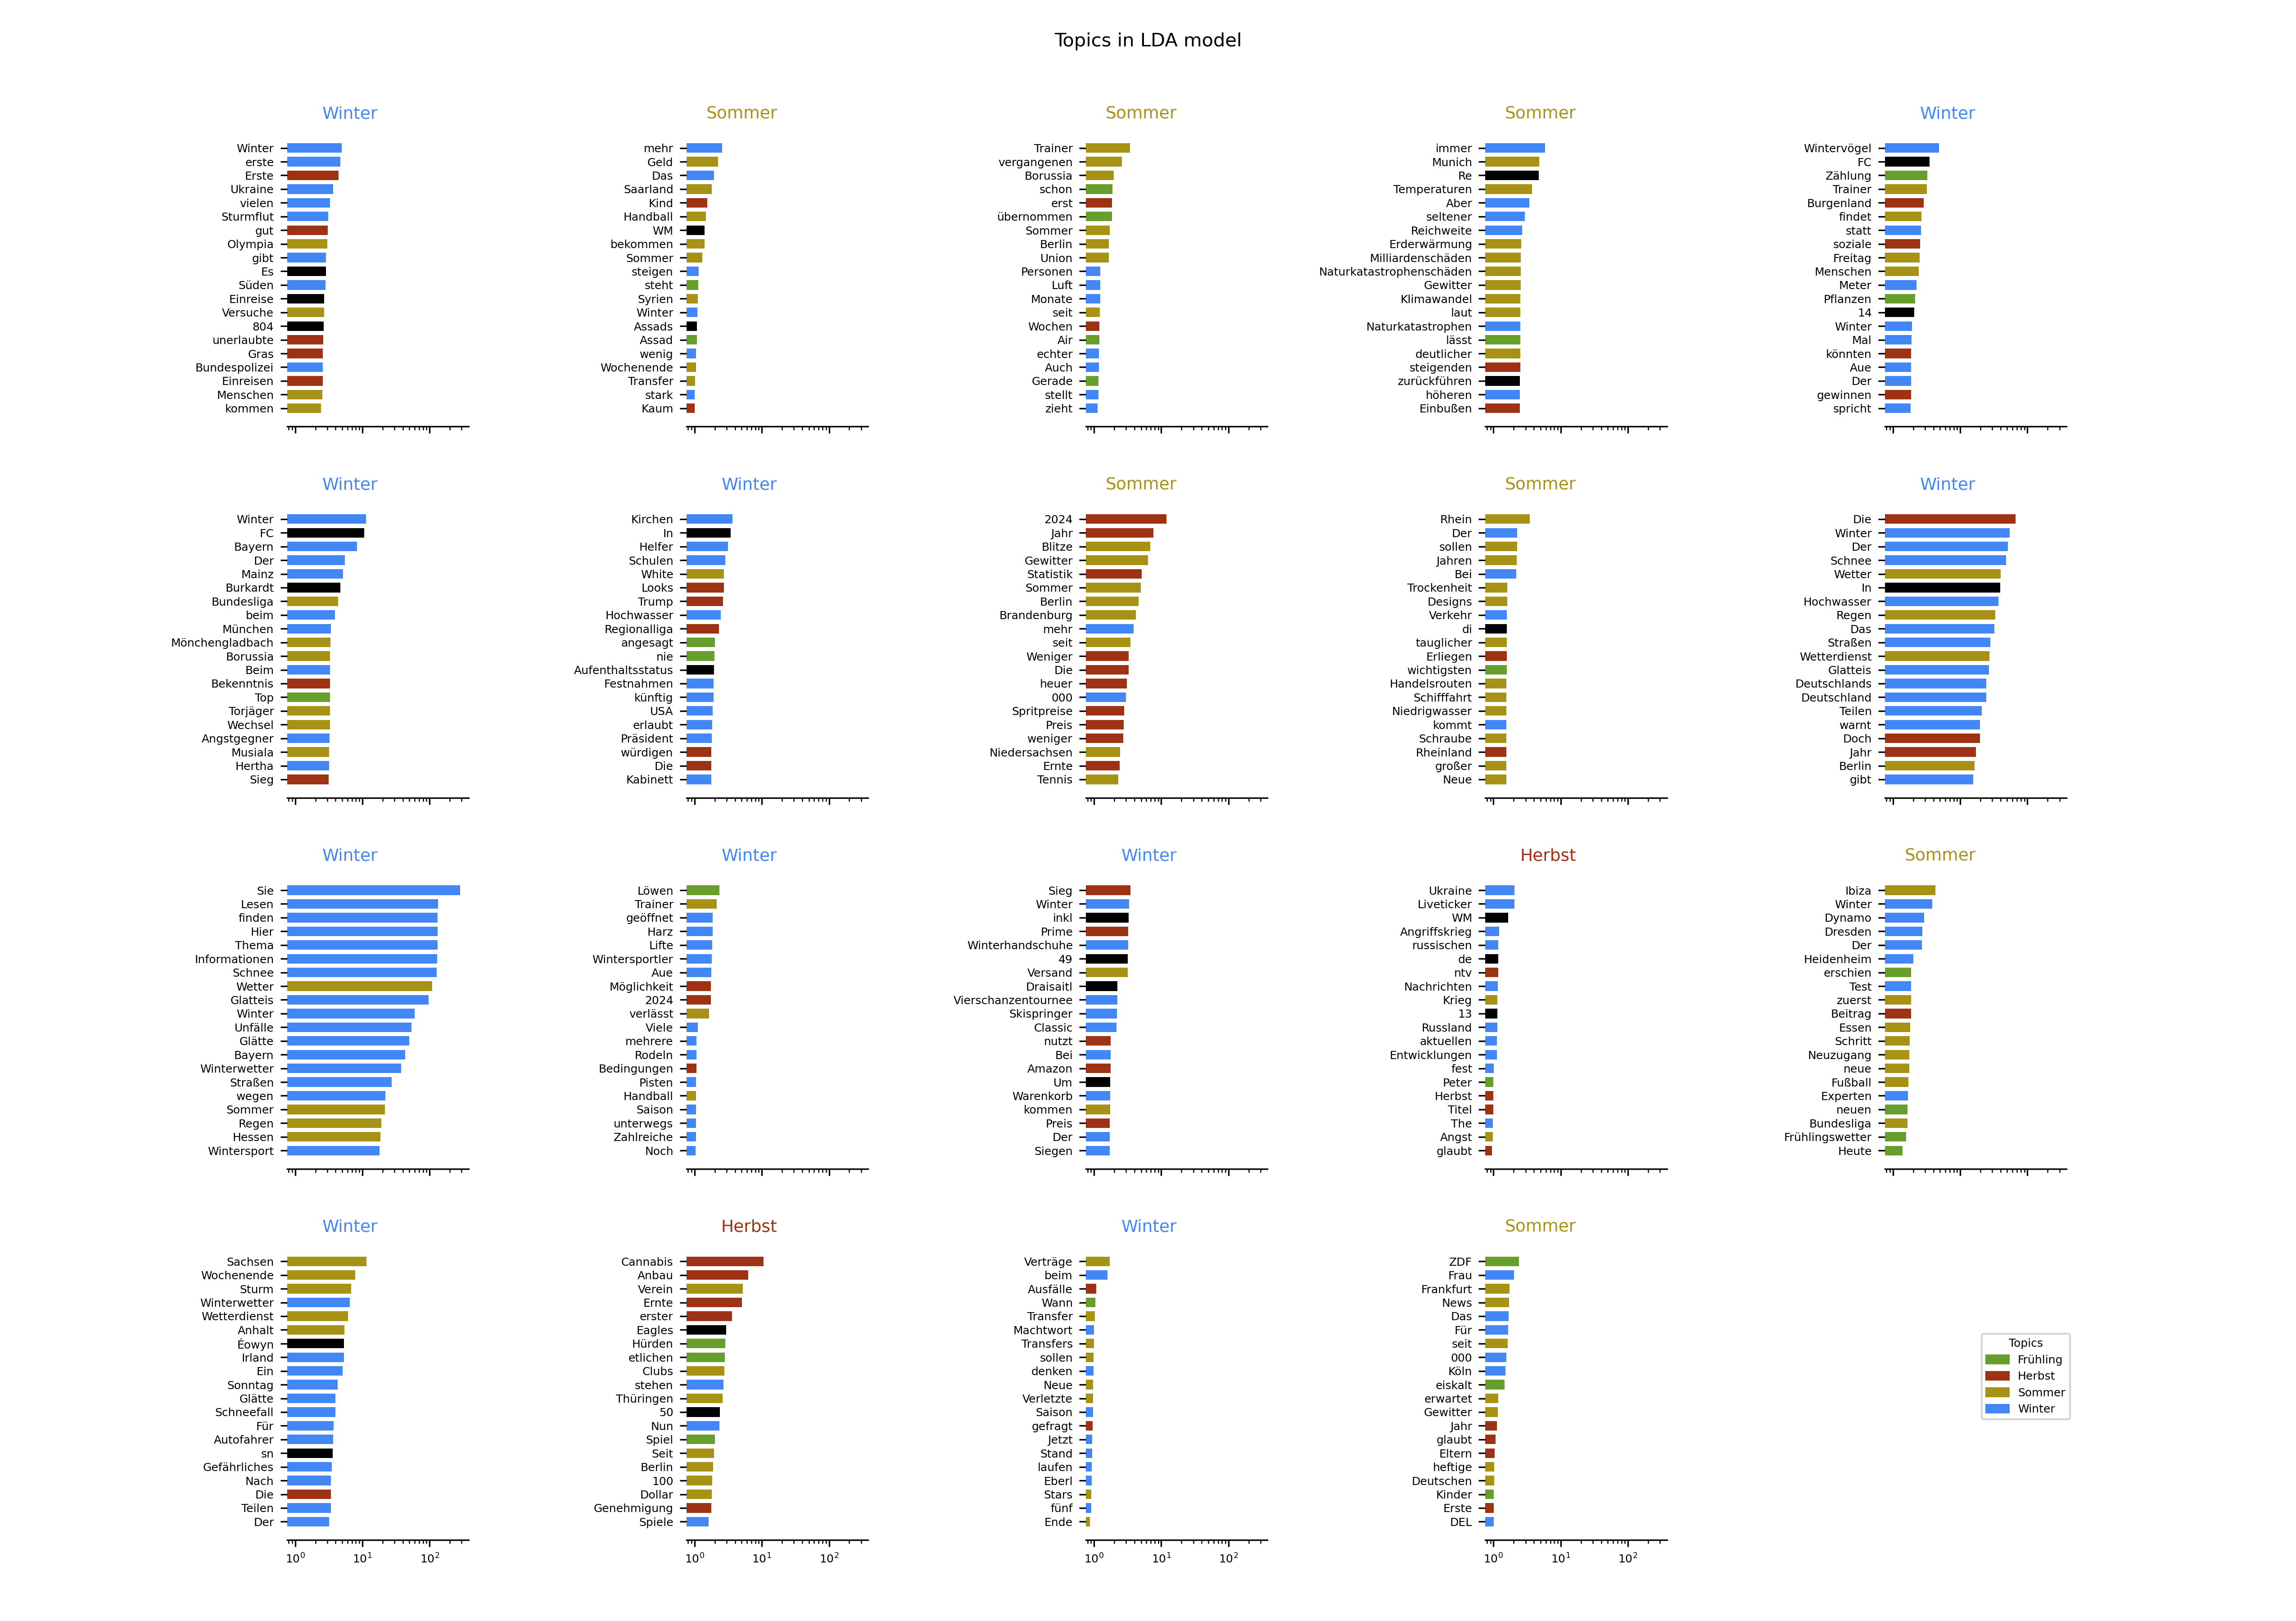 Topics in LDA model
Winter
Winter
erste
Erste
Ukraine
vielen
Sturmflut
gut
Olympia
gibt
Es
Süden
Einreise
Versuche
804
unerlaubte
Gras
Bundespolizei
Einreisen
Menschen
kommen
Sommer
mehr
Geld
Das
Saarland
Kind
Handball
WM
bekommen
Sommer
steigen
steht
Syrien
Winter
Assads
Assad
wenig
Wochenende
Transfer
stark
Kaum
Sommer
Trainer
vergangenen
Borussia
schon
erst
übernommen
Sommer
Berlin
Union
Personen
Luft
Monate
seit
Wochen
Air
echter
Auch
Gerade
stellt
zieht
Sommer
immer
Munich
Re
Temperaturen
Aber
seltener
Reichweite
Erderwärmung
Milliardenschäden
Naturkatastrophenschäden
Gewitter
Klimawandel
laut
Naturkatastrophen
lässt
deutlicher
steigenden
zurückführen
höheren
Einbußen
Winter
Wintervögel
FC
Zählung
Trainer
Burgenland
findet
statt
soziale
Freitag
Menschen
Meter
Pflanzen
14
Winter
Mal
könnten
Aue
Der
gewinnen
spricht
Winter
Winter
FC
Bayern
Der
Mainz
Burkardt
Bundesliga
beim
München
Mönchengladbach
Borussia
Beim
Bekenntnis
Top
Torjäger
Wechsel
Angstgegner
Musiala
Hertha
Sieg
Winter
Kirchen
In
Helfer
Schulen
White
Looks
Trump
Hochwasser
Regionalliga
angesagt
nie
Aufenthaltsstatus
Festnahmen
künftig
USA
erlaubt
Präsident
würdigen
Die
Kabinett
Sommer
2024
Jahr
Blitze
Gewitter
Statistik
Sommer
Berlin
Brandenburg
mehr
seit
Weniger
Die
heuer
000
Spritpreise
Preis
weniger
Niedersachsen
Ernte
Tennis
Sommer
Rhein
Der
sollen
Jahren
Bei
Trockenheit
Designs
Verkehr
di
tauglicher
Erliegen
wichtigsten
Handelsrouten
Schifffahrt
Niedrigwasser
kommt
Schraube
Rheinland
großer
Neue
Winter
Die
Winter
Der
Schnee
Wetter
In
Hochwasser
Regen
Das
Straßen
Wetterdienst
Glatteis
Deutschlands
Deutschland
Teilen
warnt
Doch
Jahr
Berlin
gibt
Winter
Sie
Lesen
finden
Hier
Thema
Informationen
Schnee
Wetter
Glatteis
Winter
Unfälle
Glätte
Bayern
Winterwetter
Straßen
wegen
Sommer
Regen
Hessen
Wintersport
Winter
Löwen
Trainer
geöffnet
Harz
Lifte
Wintersportler
Aue
Möglichkeit
2024
verlässt
Viele
mehrere
Rodeln
Bedingungen
Pisten
Handball
Saison
unterwegs
Zahlreiche
Noch
Winter
Sieg
Winter
inkl
Prime
Winterhandschuhe
49
Versand
Draisaitl
Vierschanzentournee
Skispringer
Classic
nutzt
Bei
Amazon
Um
Warenkorb
kommen
Preis
Der
Siegen
Herbst
Ukraine
Liveticker
WM
Angriffskrieg
russischen
de
ntv
Nachrichten
Krieg
13
Russland
aktuellen
Entwicklungen
fest
Peter
Herbst
Titel
The
Angst
glaubt
Sommer
Ibiza
Winter
Dynamo
Dresden
Der
Heidenheim
erschien
Test
zuerst
Beitrag
Essen
Schritt
Neuzugang
neue
Fußball
Experten
neuen
Bundesliga
Frühlingswetter
Heute
Winter
Sachsen
Wochenende
Sturm
Winterwetter
Wetterdienst
Anhalt
Éowyn
Irland
Ein
Sonntag
Glätte
Schneefall
Für
Autofahrer
sn
Gefährliches
Nach
Die
Teilen
Der
10⁰ 10¹ 10²
Herbst
Cannabis
Anbau
Verein
Ernte
erster
Eagles
Hürden
etlichen
Clubs
stehen
Thüringen
50
Nun
Spiel
Seit
Berlin
100
Dollar
Genehmigung
Spiele
10⁰ 10¹ 10²
Winter
Verträge
beim
Ausfälle
Wann
Transfer
Machtwort
Transfers
sollen
denken
Neue
Verletzte
Saison
gefragt
Jetzt
Stand
laufen
Eberl
Stars
fünf
Ende
10⁰ 10¹ 10²
Sommer
ZDF
Frau
Frankfurt
News
Das
Für
seit
000
Köln
eiskalt
erwartet
Gewitter
Jahr
glaubt
Eltern
heftige
Deutschen
Kinder
Erste
DEL
10⁰ 10¹ 10²
Topics
Frühling
Herbst
Sommer
Winter